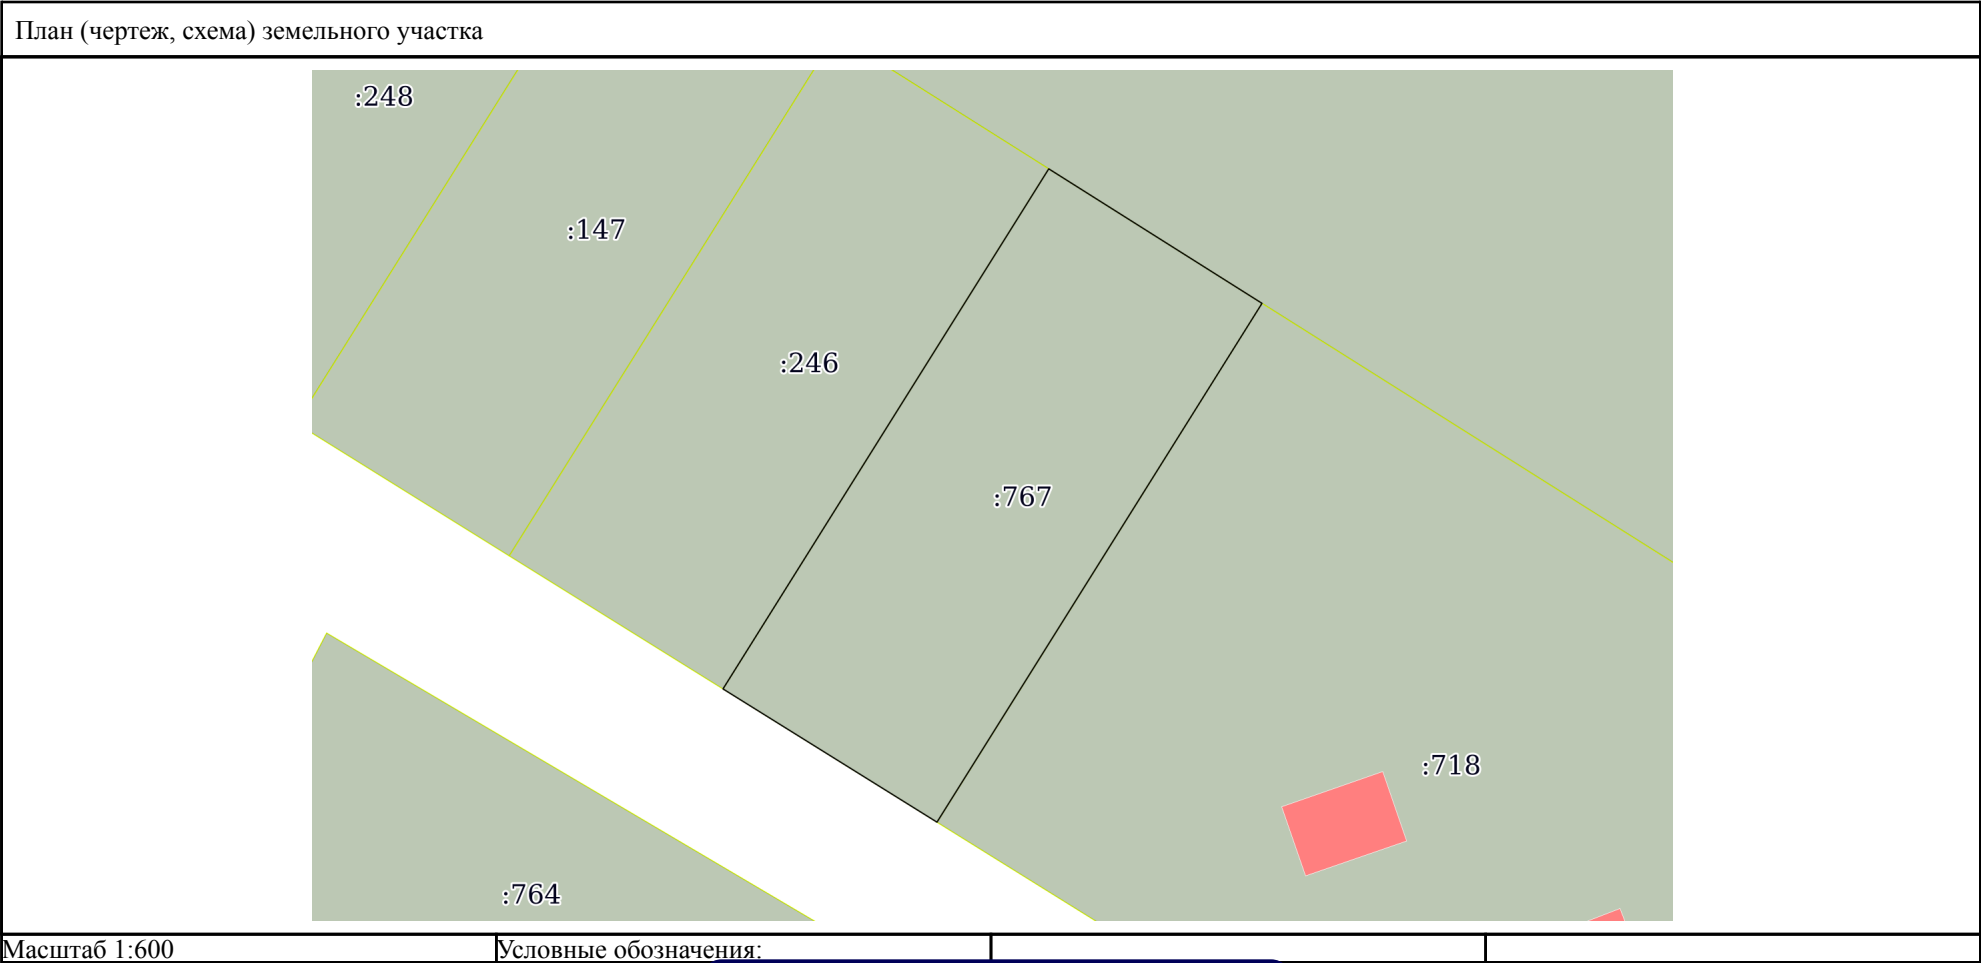 План (чертеж, схема) земельного участка
:248
:147
:246
:767
:718
:764
Масштаб 1:600
Условные обозначения: